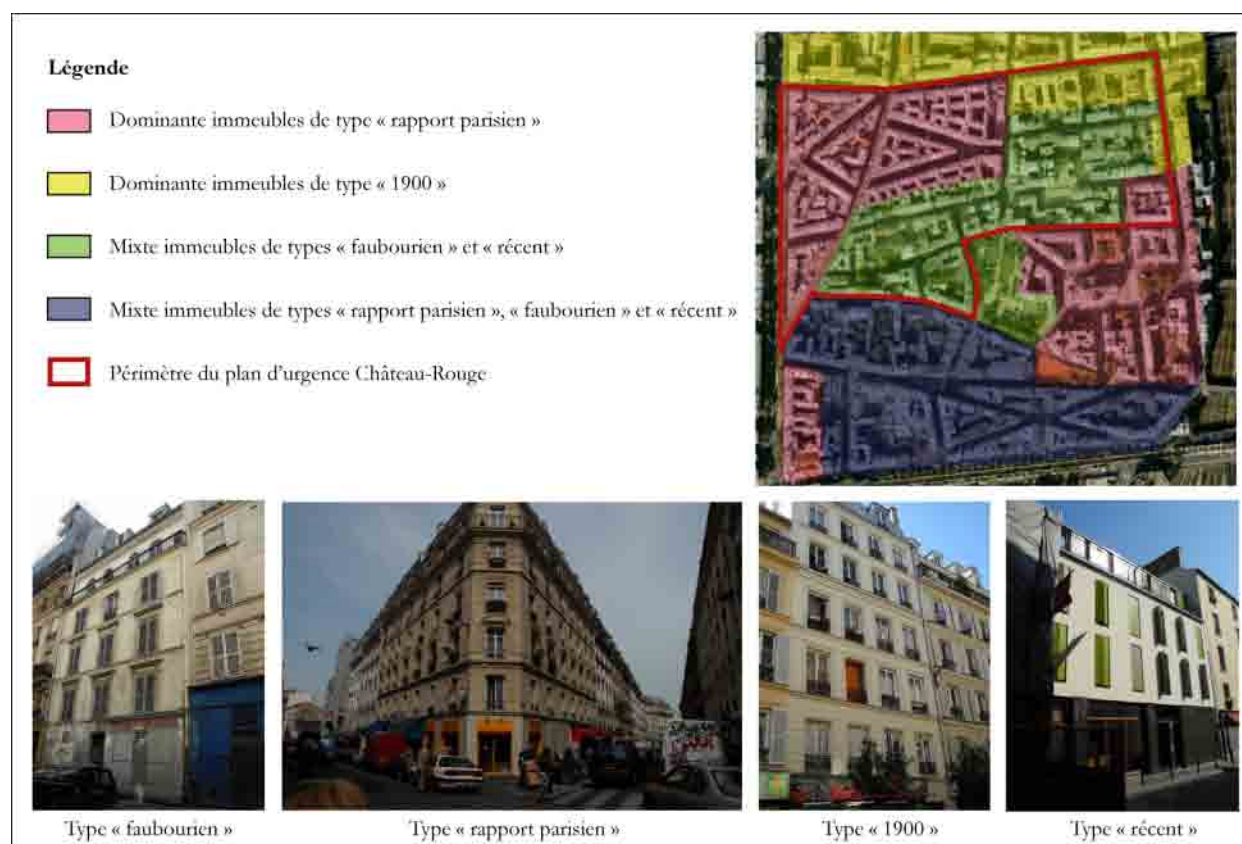 Légende
Dominante immeubles de type « rapport parisien »
Dominante immeubles de type « 1900 »
Mixte immeubles de types « faubourien » et « récent »
Mixte immeubles de types « rapport parisien », « faubourien » et « récent »
Périmètre du plan d'urgence Château-Rouge
Type « faubourien »
Type « rapport parisien »
Type « 1900 »
Type « récent »